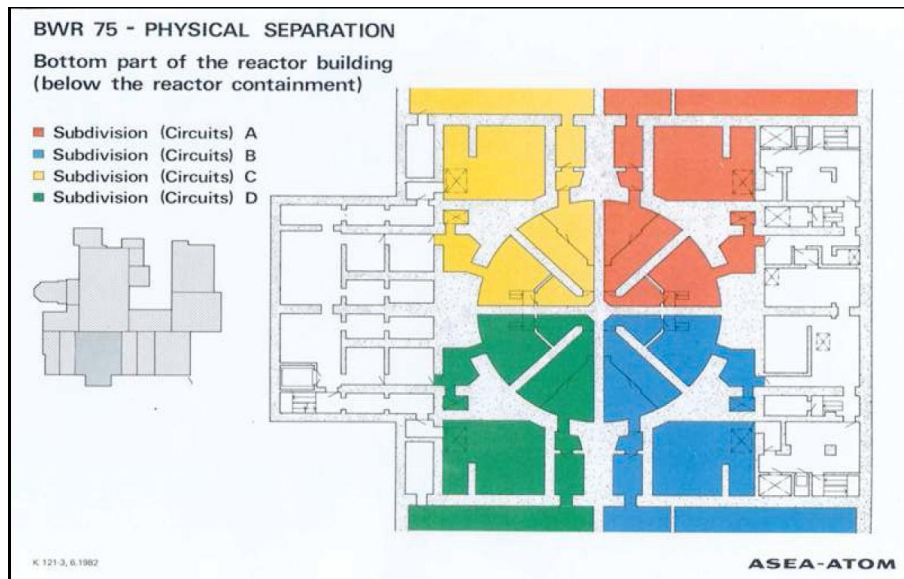 BWR 75 - PHYSICAL SEPARATION
Bottom part of the reactor building
(below the reactor containment)
Subdivision (Circuits) A
Subdivision (Circuits) B
Subdivision (Circuits) C
Subdivision (Circuits) D
K 121-3, 6.1982
ASEA-ATOM